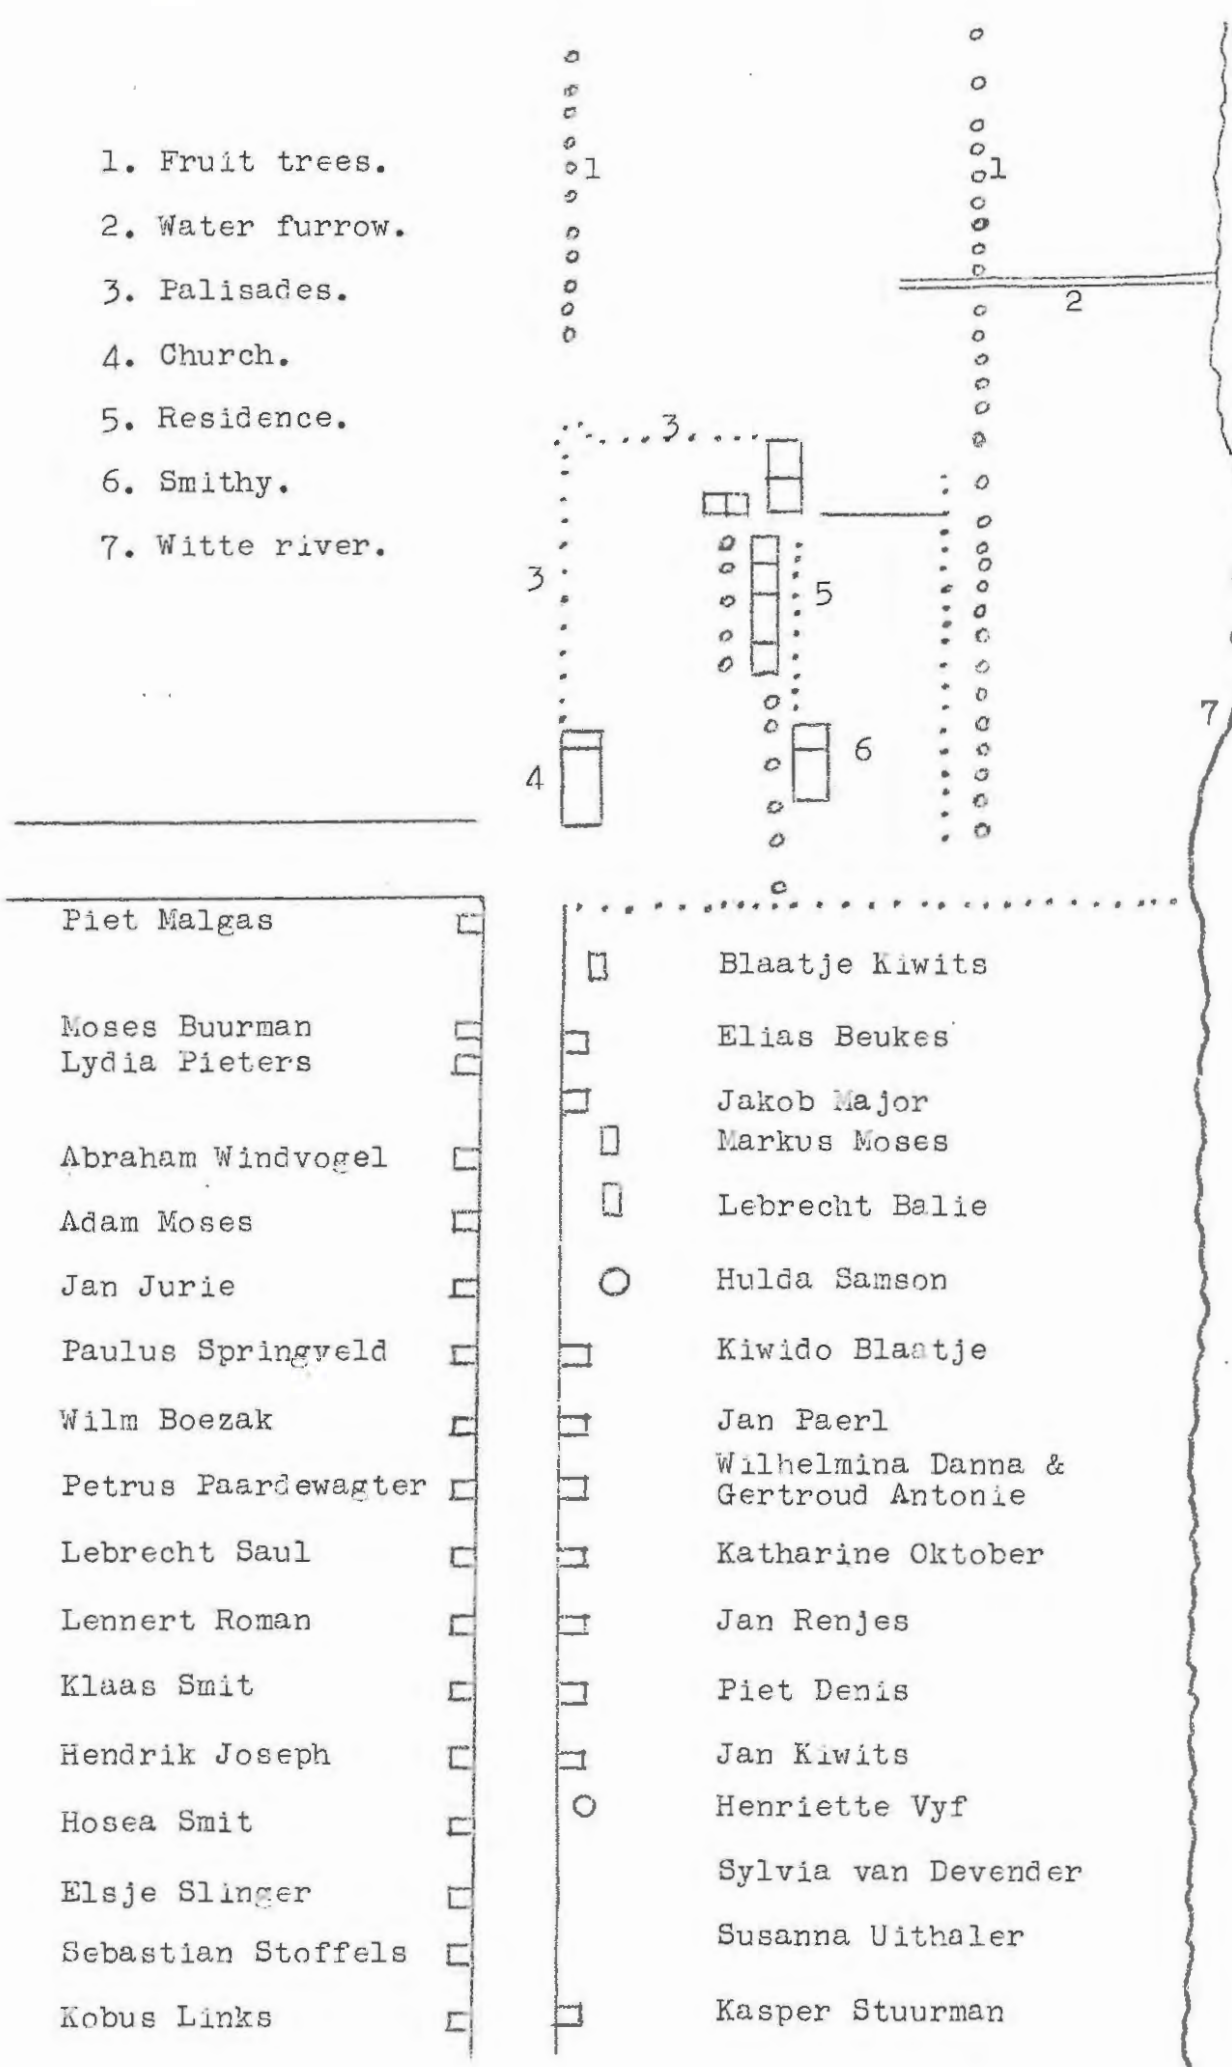 1. Fruit trees.
2. Water furrow.
3. Palisades.
4. Church.
5. Residence.
6. Smithy.
7. Witte river.
1
1
2
3
3
5
7
6
4
Piet Malgas
Moses Buurman
Lydia Pieters
Abraham Windvogel
Adam Moses
Jan Jurie
Paulus Springveld
Wilm Boezak
Petrus Paardewagter
Lebrecht Saul
Lennert Roman
Klaas Smit
Hendrik Joseph
Hosea Smit
Elsje Slinger
Sebastian Stoffels
Kobus Links
Blaatje Kiwits
Elias Beukes
Jakob Major
Markus Moses
Lebrecht Balie
Hulda Samson
Kiwido Blaatje
Jan Paerl
Wilhelmina Danna &
Gertroud Antonie
Katharine Oktober
Jan Renjes
Piet Denis
Jan Kiwits
Henriette Vyf
Sylvia van Devender
Susanna Uithaler
Kasper Stuurman